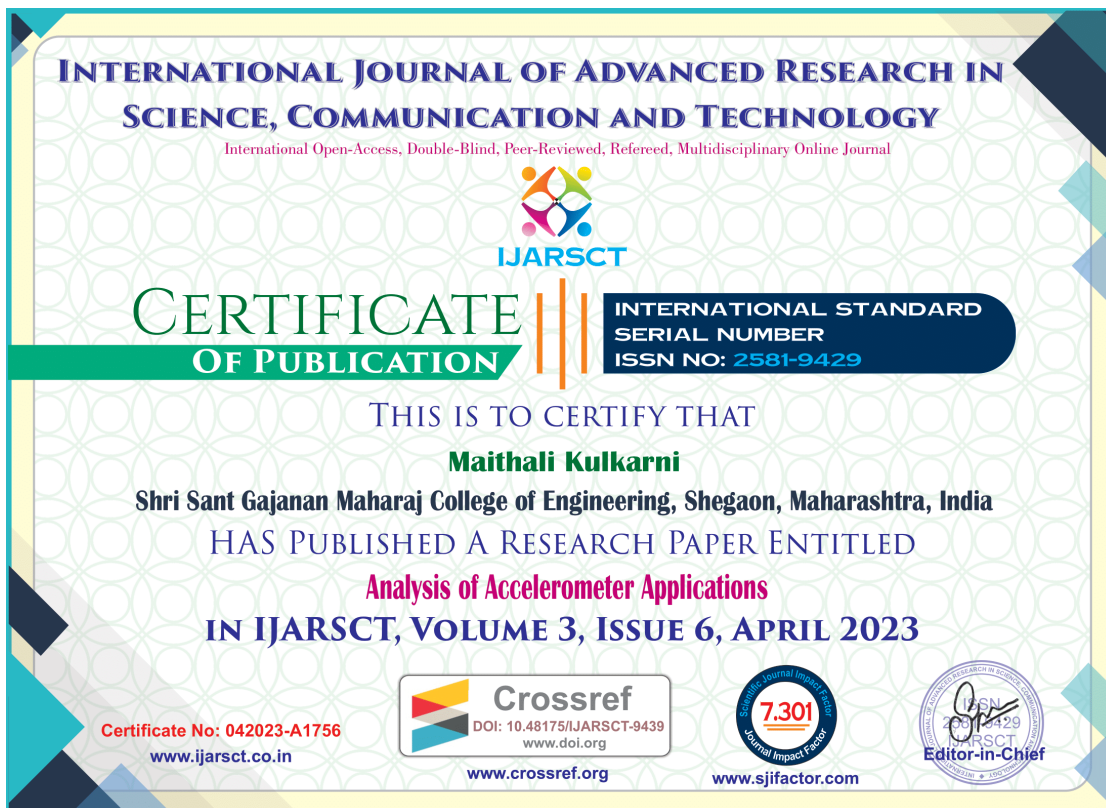 INTERNATIONAL JOURNAL OF ADVANCED RESEARCH IN
SCIENCE, COMMUNICATION AND TECHNOLOGY
International Open-Access, Double-Blind, Peer-Reviewed, Refereed, Multidisciplinary Online Journal
IJARSCT
CERTIFICATE
OF PUBLICATION
INTERNATIONAL STANDARD
SERIAL NUMBER
ISSN NO: 2581-9429
THIS IS TO CERTIFY THAT
Maithali Kulkarni
Shri Sant Gajanan Maharaj College of Engineering, Shegaon, Maharashtra, India
HAS PUBLISHED A RESEARCH PAPER ENTITLED
Analysis of Accelerometer Applications
IN IJARSCT, VOLUME 3, ISSUE 6, APRIL 2023
Certificate No: 042023-A1756
www.ijarsct.co.in
Crossref
DOI: 10.48175/IJARSCT-9439
www.doi.org
www.crossref.org
Scientific Journal Impact Factor
7.301
Journal Impact Factor
www.sjifactor.com
ISSN
2581-9429
IJARSCT
Editor-in-Chief